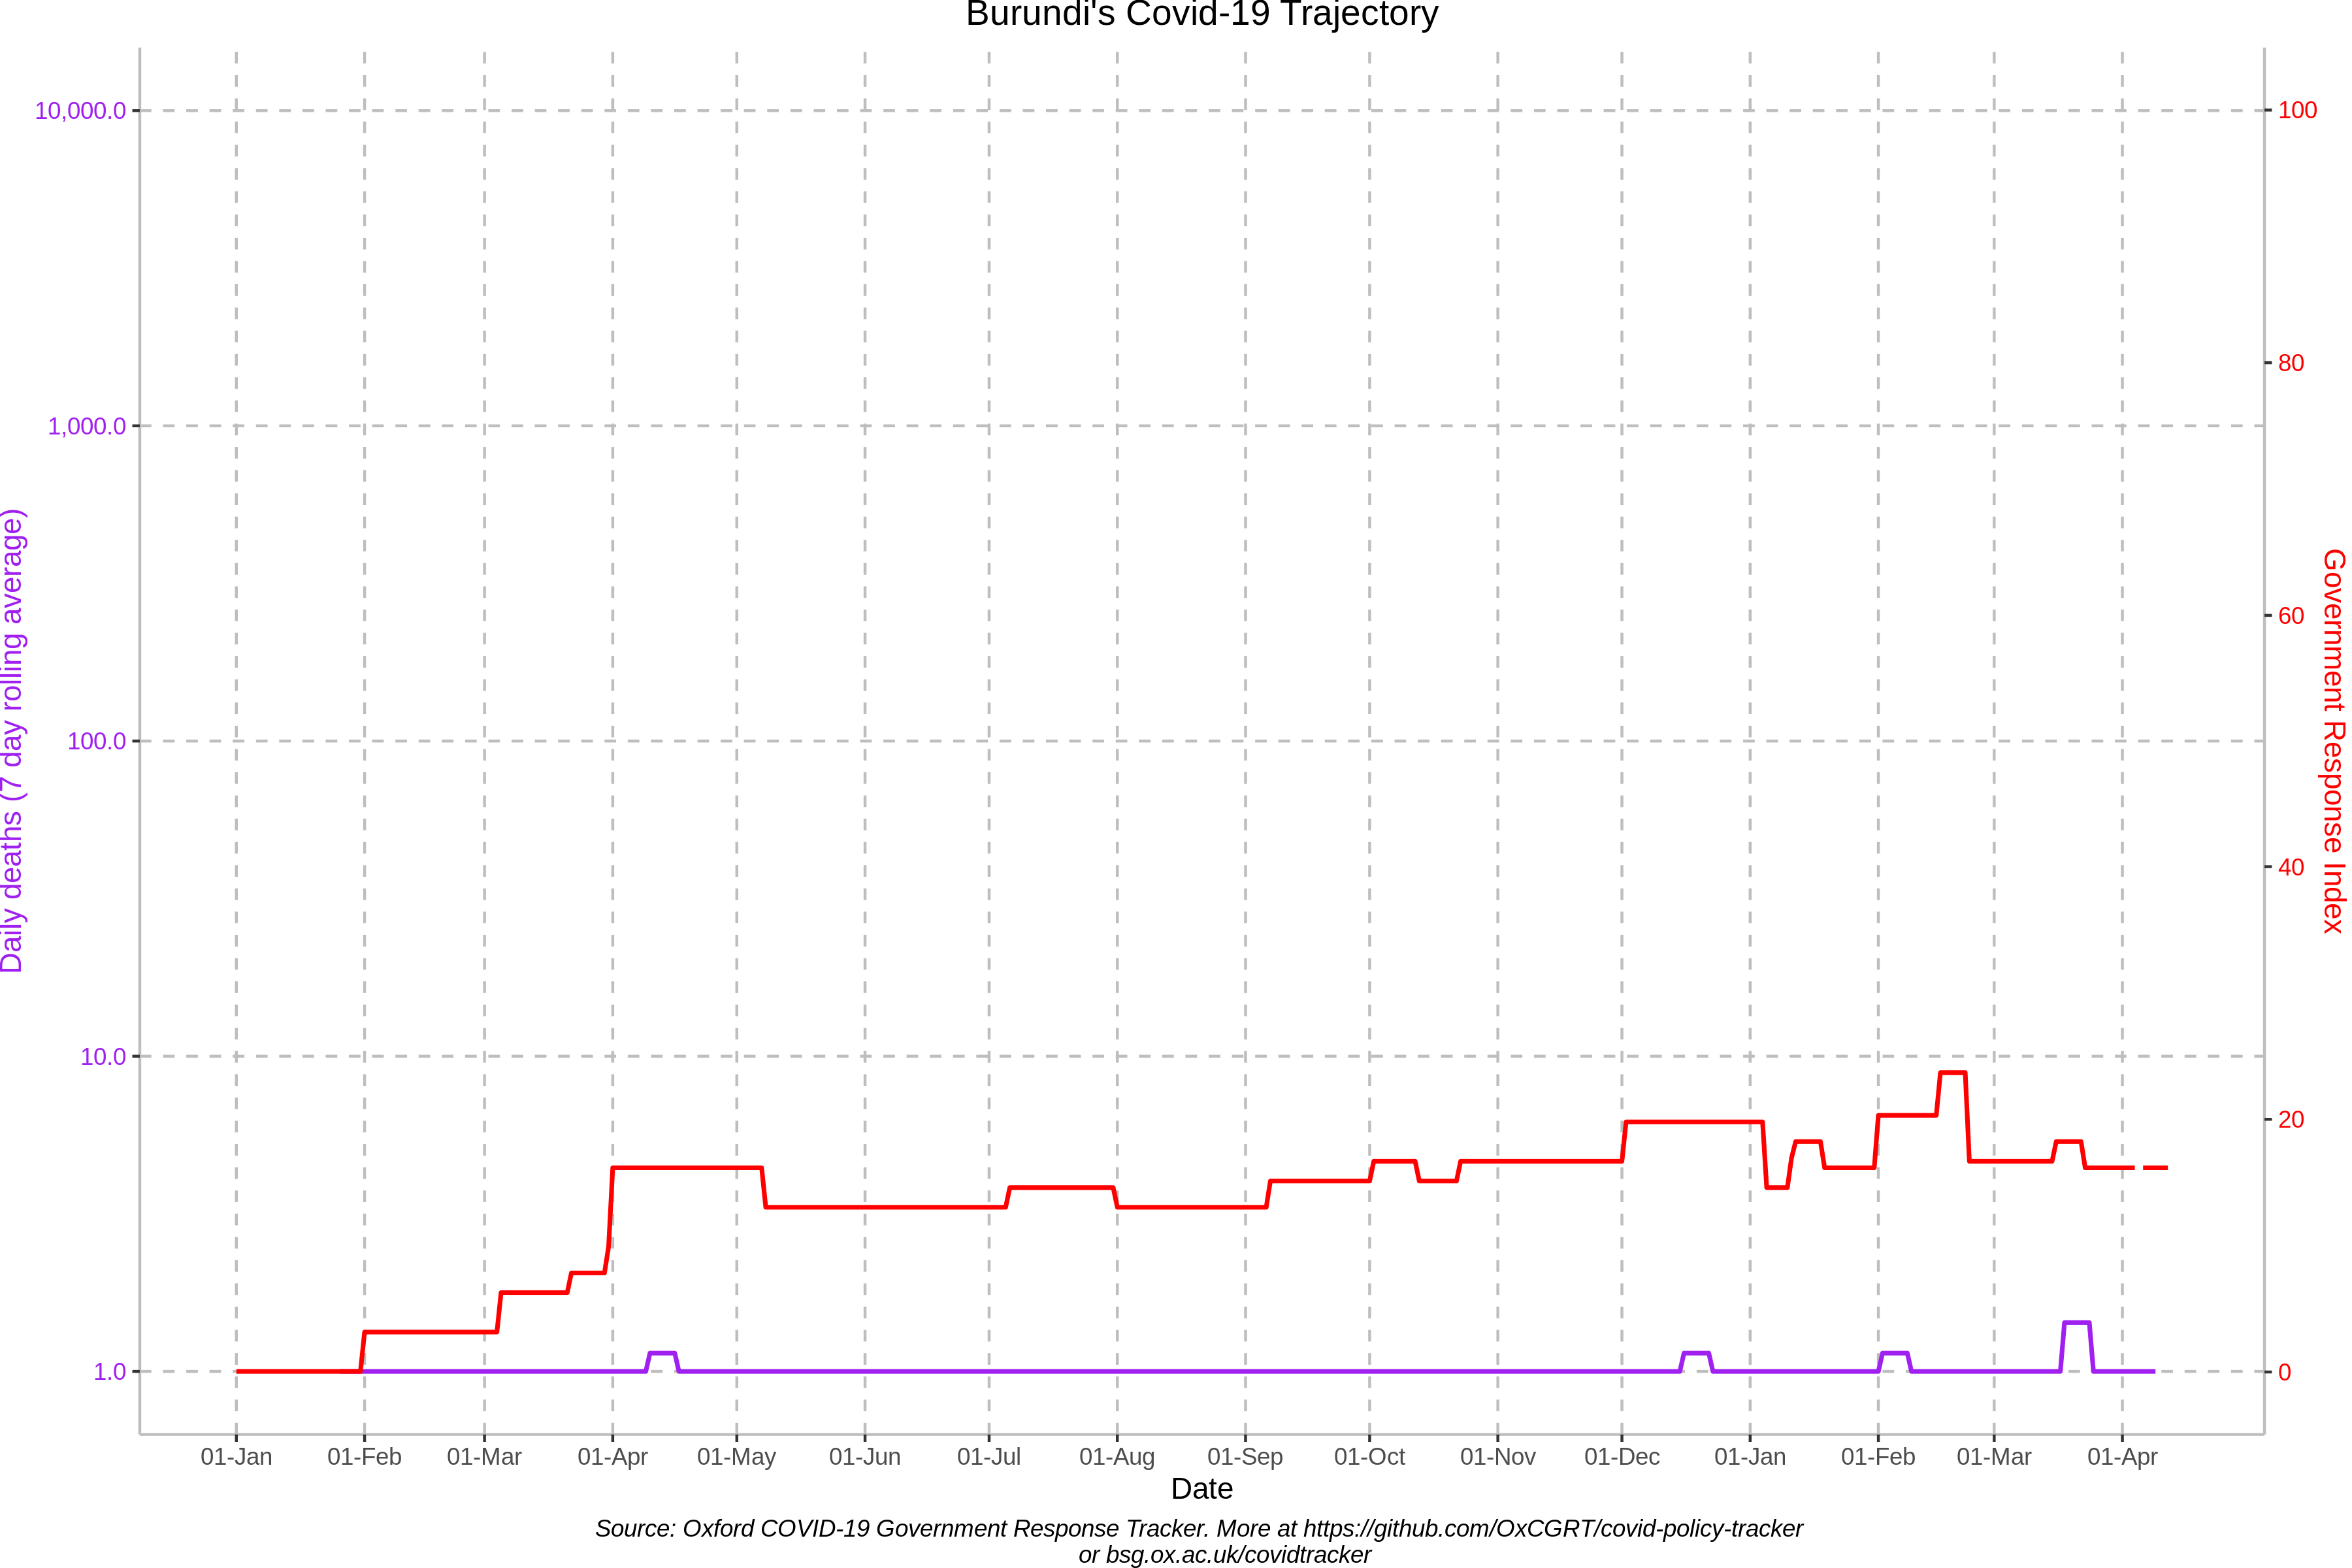 Burundi's Covid-19 Trajectory
Daily deaths (7 day rolling average)
10,000.0
1,000.0
100.0
10.0
1.0
100
80
60
40
20
0
Government Response Index
01-Jan 01-Feb 01-Mar 01-Apr 01-May 01-Jun 01-Jul 01-Aug 01-Sep 01-Oct 01-Nov 01-Dec 01-Jan 01-Feb 01-Mar 01-Apr
Date
Source: Oxford COVID-19 Government Response Tracker. More at https://github.com/OxCGRT/covid-policy-tracker
or bsg.ox.ac.uk/covidtracker